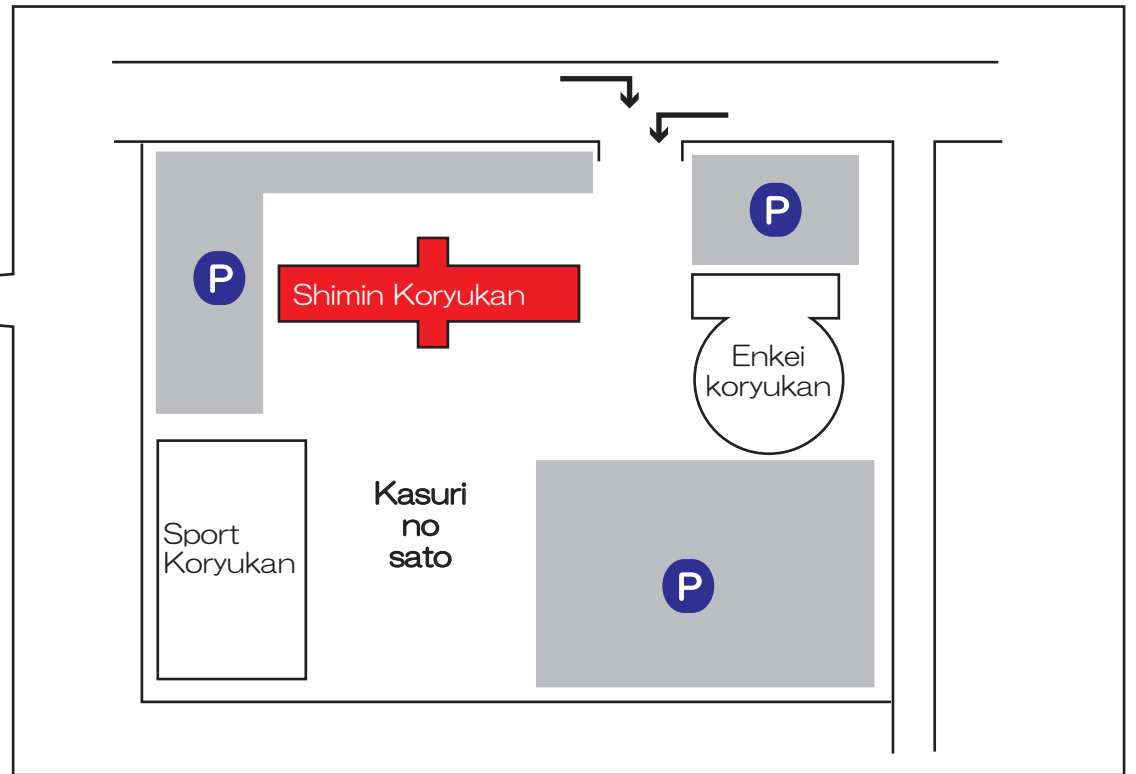 P
P
Shimin Koryukan
Enkei
koryukan
Kasuri
no
sato
Sport
Koryukan
P